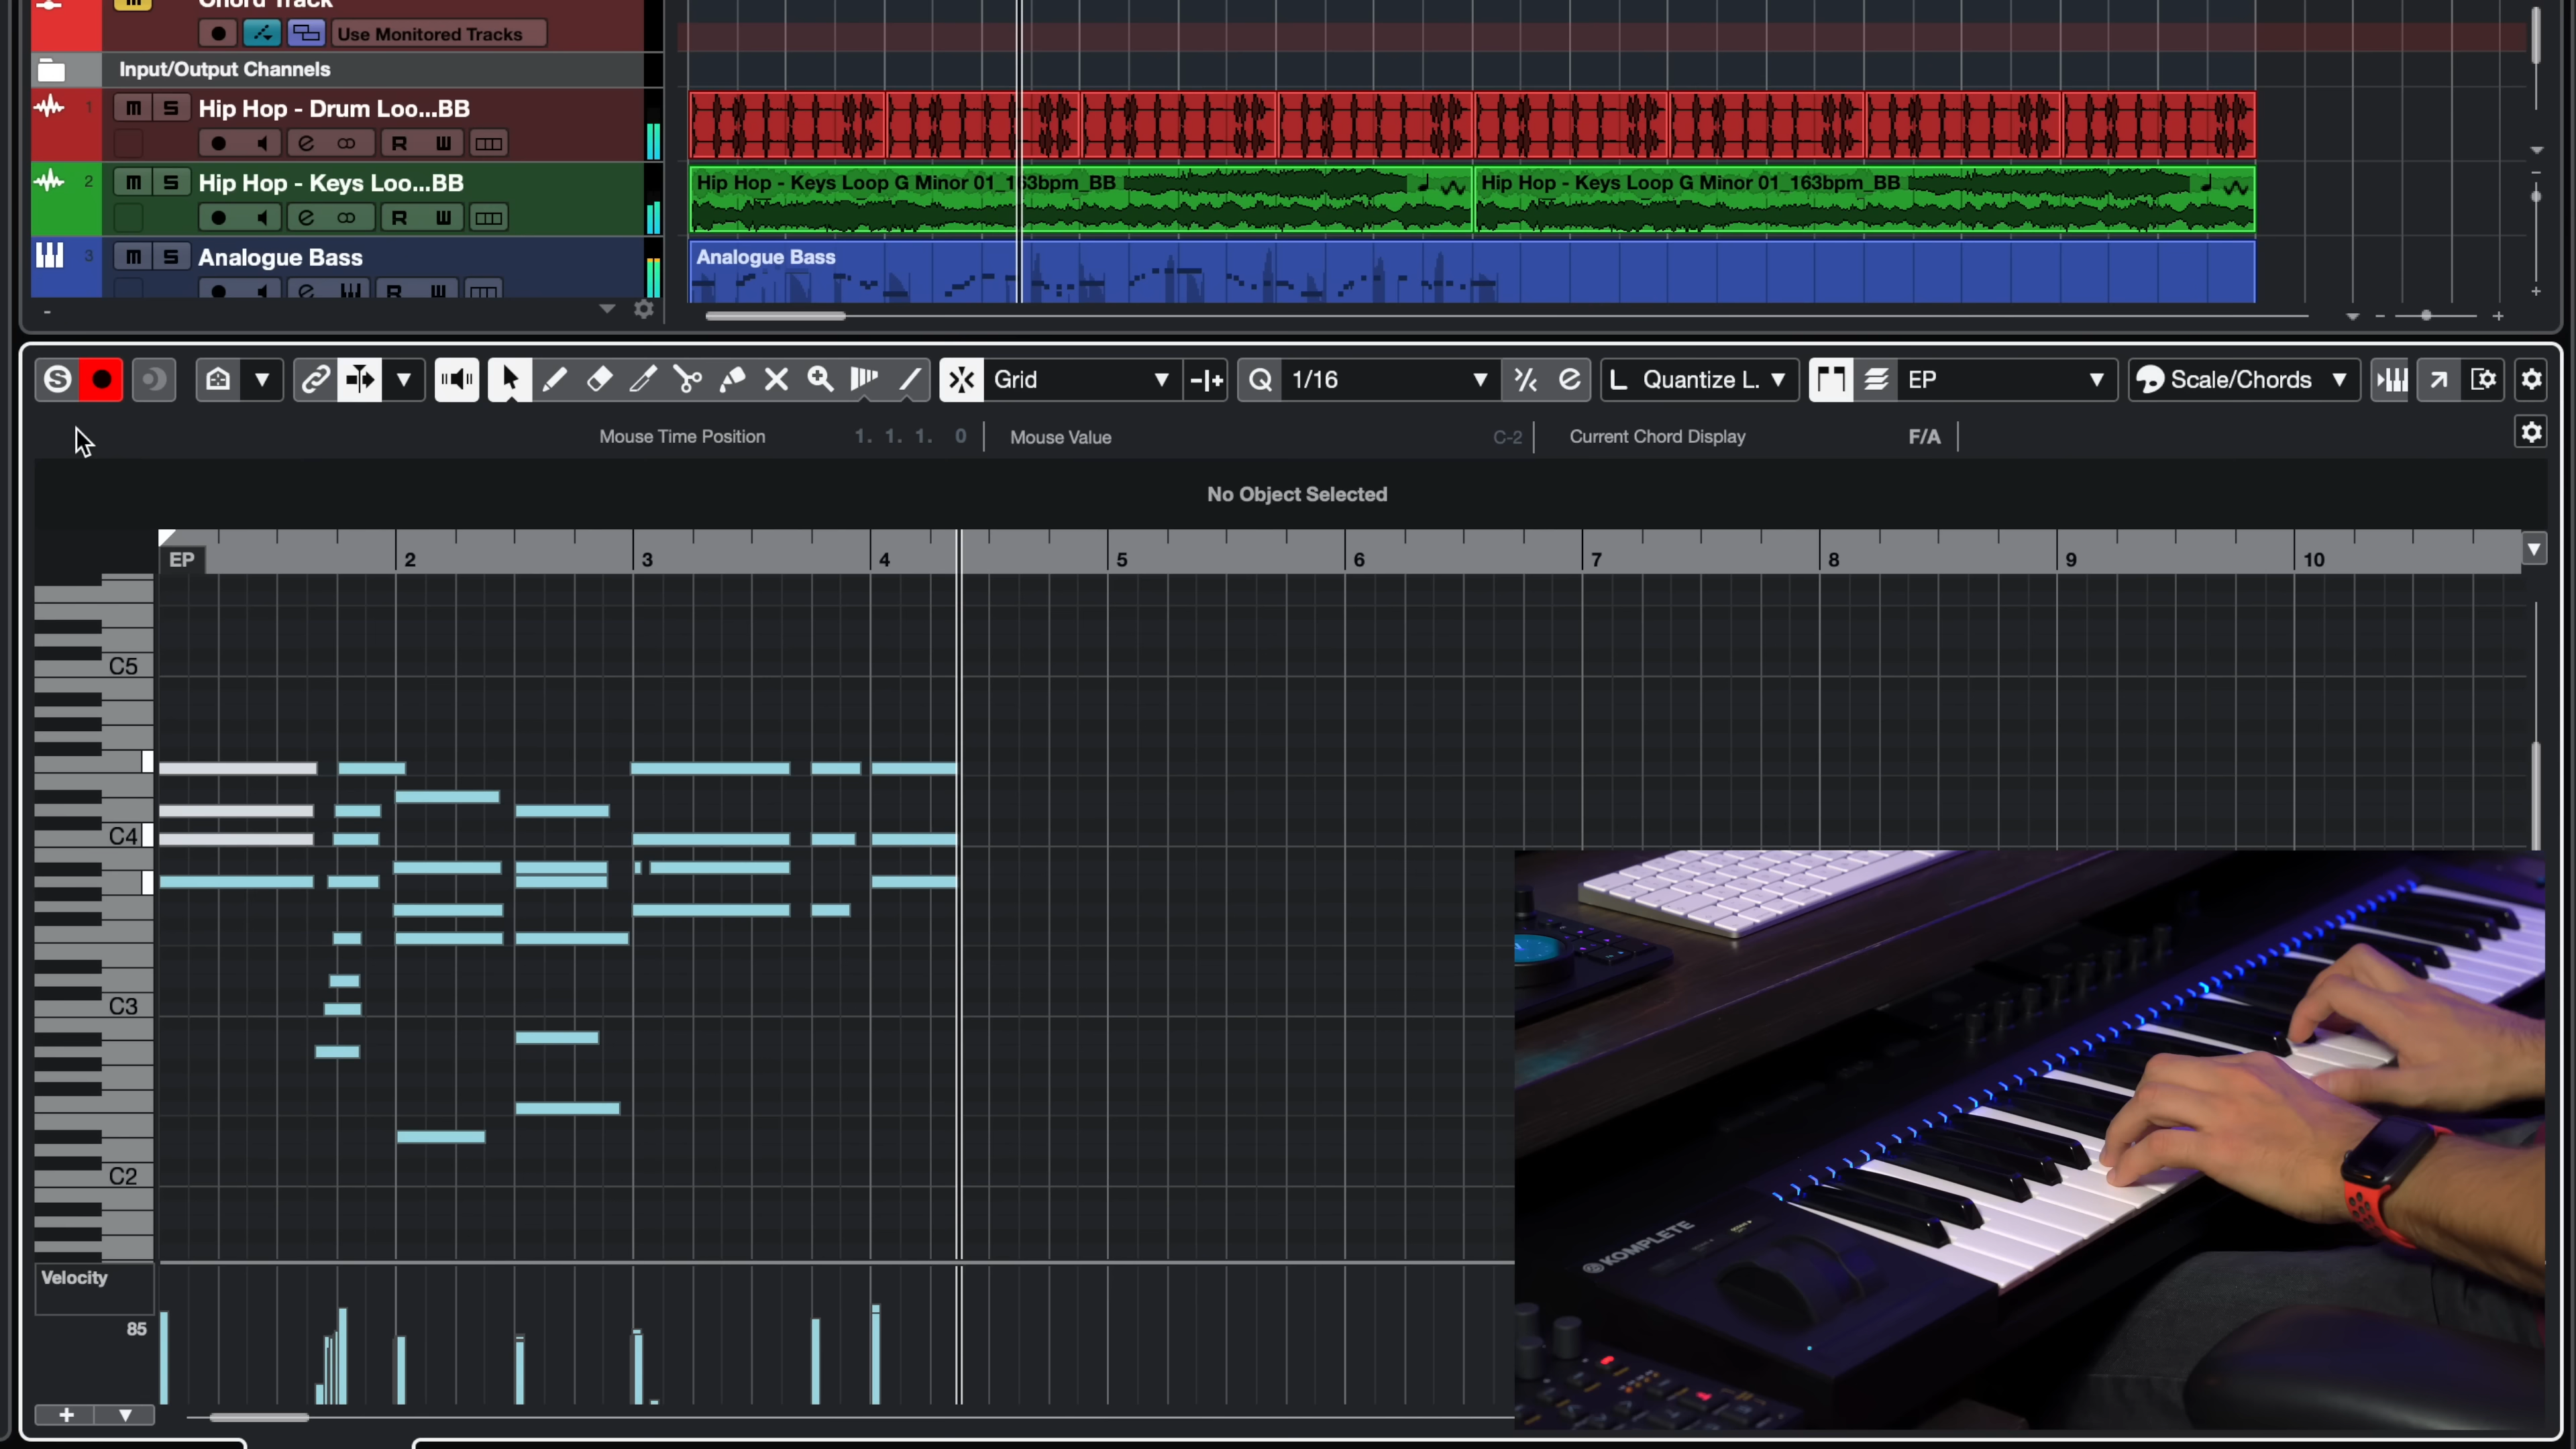 Chord Track
Use Monitored Tracks
Input/Output Channels
1 m S Hip Hop - Drum Loo...BB
R W
2 m S Hip Hop - Keys Loo...BB
R W
Hip Hop - Keys Loop G Minor 01_163bpm_BB
Hip Hop - Keys Loop G Minor 01_163bpm_BB
3 m S Analogue Bass
R W
Analogue Bass
S Grid Q 1/16 L Quantize L. EP Scale/Chords
Mouse Time Position 1. 1. 1. 0 Mouse Value C-2 Current Chord Display F/A
No Object Selected
EP 2 3 4 5 6 7 8 9 10
C5
C4
C3
C2
KOMPLETE
Velocity
85